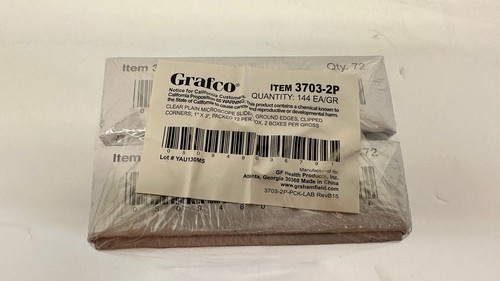 Item 3
Qty. 72
Grafco®
ITEM 3703-2P
QUANTITY: 144 EA/GR
Notice for California Customers:
California Proposition 65 WARNING: This product contains a chemical known to
the State of California to cause cancer and reproductive or developmental harm.
CLEAR PLAIN MICROSCOPE SLIDES, GROUND EDGES, CLIPPED
CORNERS, 1" X 3", PACKED 72 PER BOX, 2 BOXES PER GROSS
Item
72
Lot # YAU130MS
Manufactured for:
GF Health Products, Inc.
Atlanta, Georgia 30360 Made in China
www.grahamfield.com
3703-2P-PCK-LAB RevB15